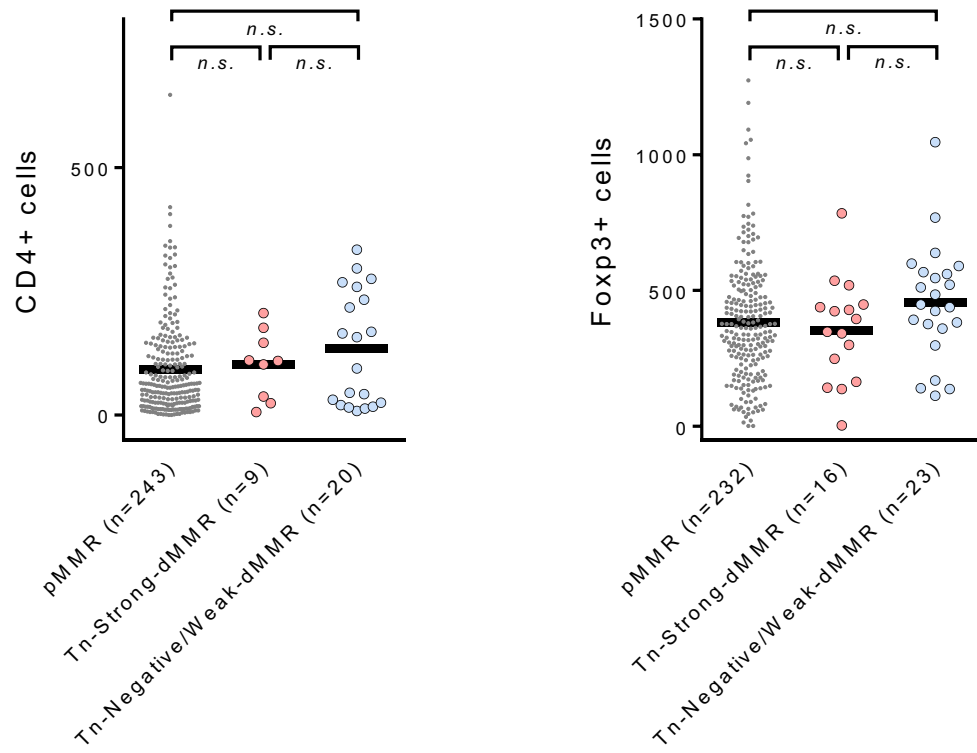 n.s.
n.s. n.s.
CD4+ cells
500
0
pMMR (n=243)
Tn-Strong-dMMR (n=9)
Tn-Negative/Weak-dMMR (n=20)
n.s.
n.s. n.s.
Foxp3+ cells
1500
1000
500
0
pMMR (n=232)
Tn-Strong-dMMR (n=16)
Tn-Negative/Weak-dMMR (n=23)